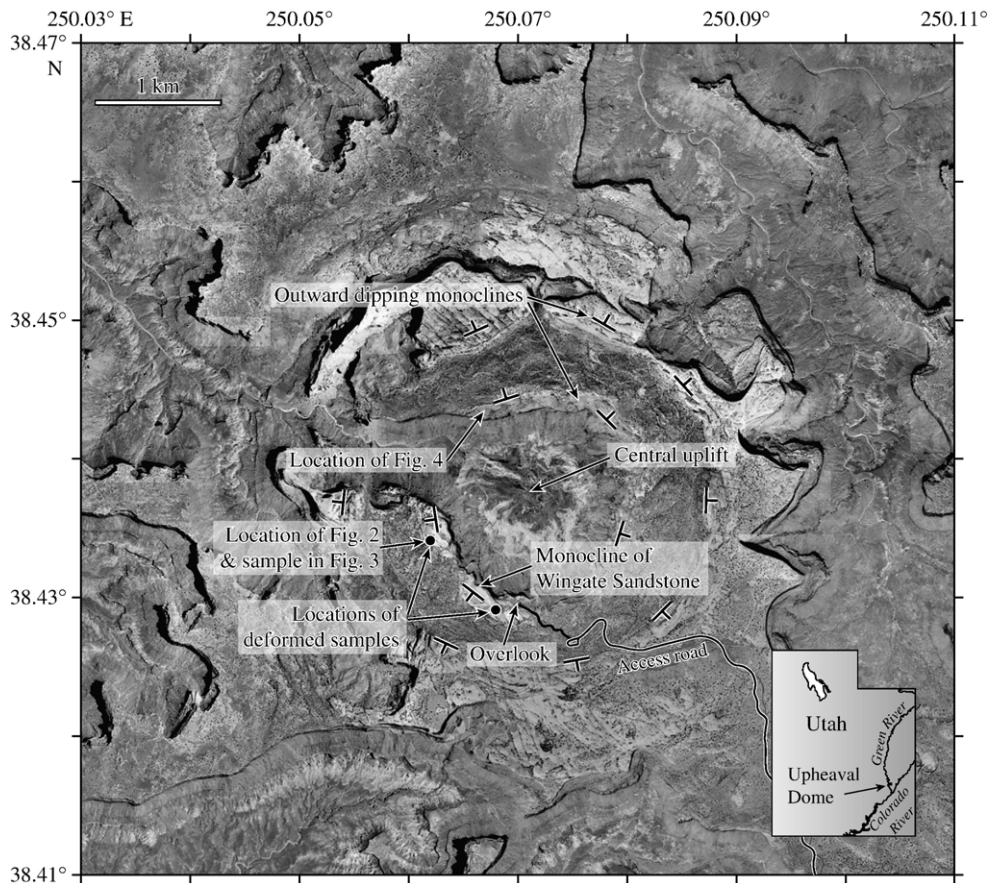 250.03° E
250.05°
250.07°
250.09°
250.11°
38.47°
N
1 km
Outward dipping monoclines
38.45°
Location of Fig. 4
Central uplift
Location of Fig. 2
& sample in Fig. 3
Monocline of
Wingate Sandstone
38.43°
Locations of
deformed samples
Overlook
Access road
Utah
Green River
Upheaval
Dome
Colorado
River
38.41°